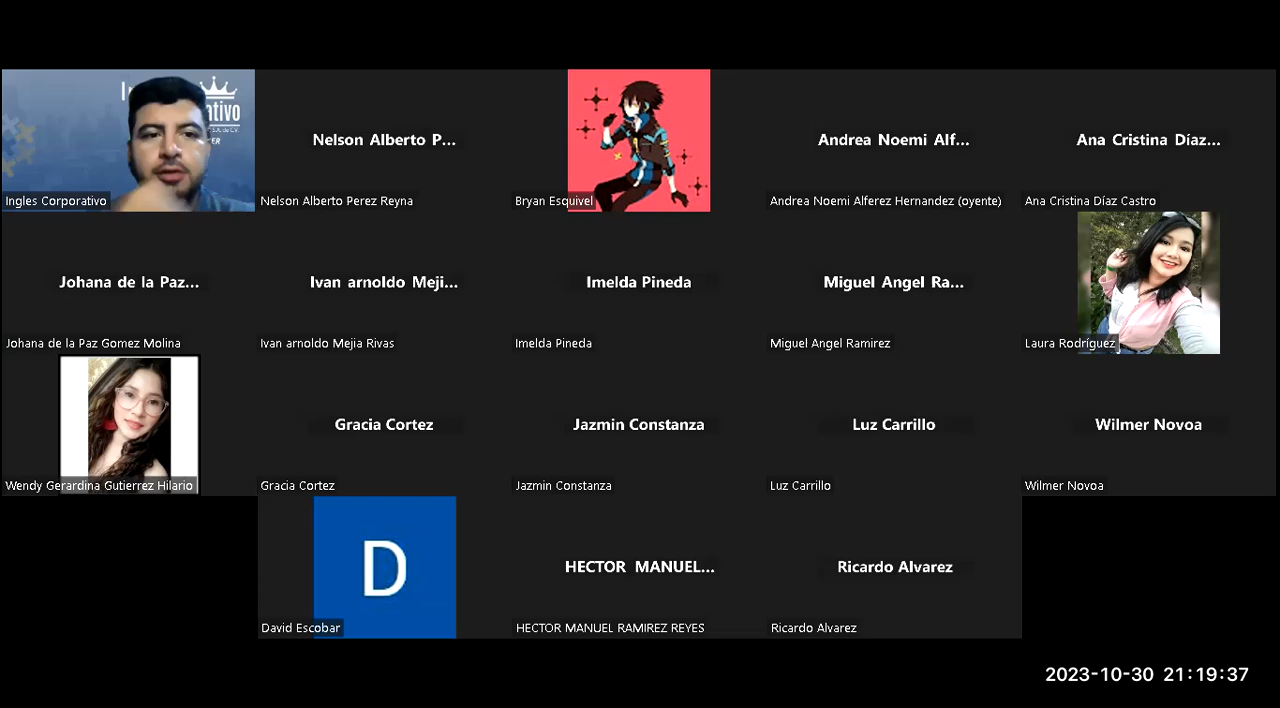 Ingles Corporativo
Nelson Alberto P...
Nelson Alberto Perez Reyna
Bryan Esquivel
Andrea Noemi Alf...
Andrea Noemi Alferez Hernandez (oyente)
Ana Cristina Díaz...
Ana Cristina Díaz Castro
Johana de la Paz...
Johana de la Paz Gomez Molina
Ivan arnoldo Meji...
Ivan arnoldo Mejia Rivas
Imelda Pineda
Imelda Pineda
Miguel Angel Ra...
Miguel Angel Ramirez
Laura Rodríguez
Wendy Gerardina Gutierrez Hilario
Gracia Cortez
Gracia Cortez
Jazmin Constanza
Jazmin Constanza
Luz Carrillo
Luz Carrillo
Wilmer Novoa
Wilmer Novoa
D
David Escobar
HECTOR MANUEL...
HECTOR MANUEL RAMIREZ REYES
Ricardo Alvarez
Ricardo Alvarez
2023-10-30 21:19:37